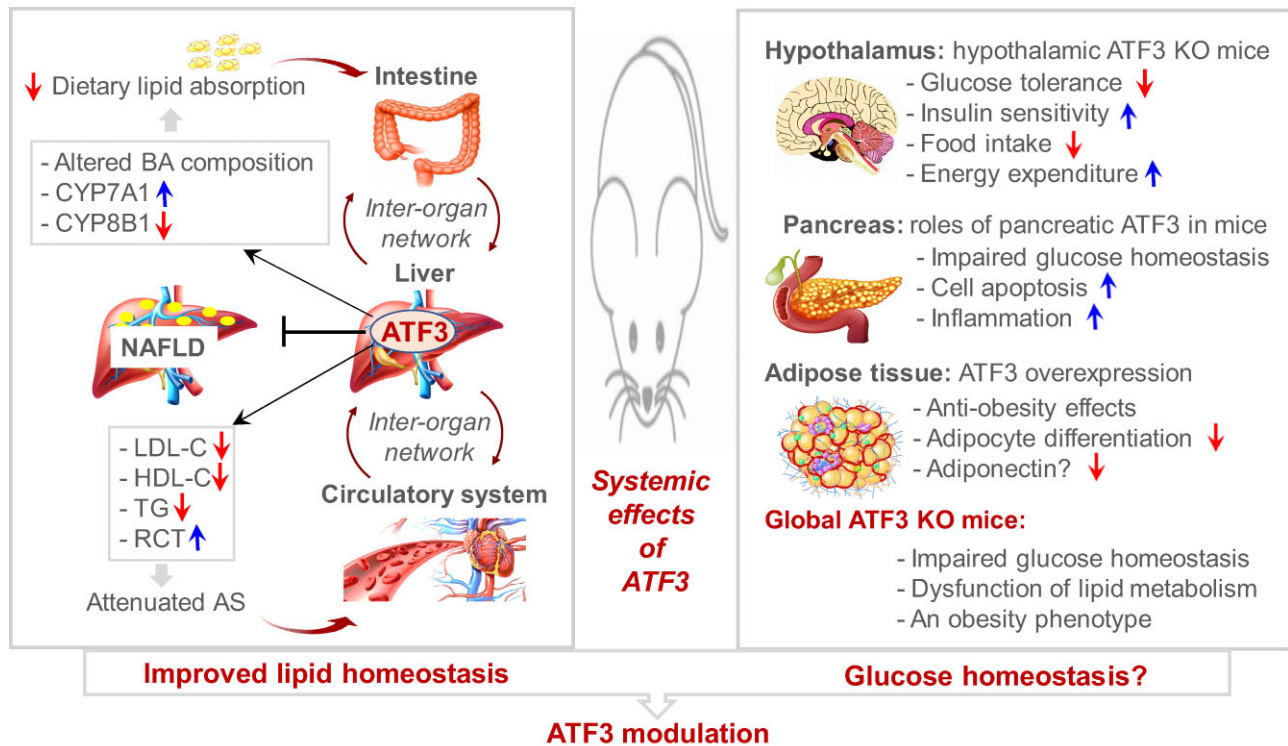 ↓ Dietary lipid absorption
- Altered BA composition
- CYP7A1 ↑
- CYP8B1 ↓
NAFLD
- LDL-C ↓
- HDL-C ↓
- TG ↓
- RCT ↑
Attenuated AS
Intestine
Inter-organ
network
Liver
ATF3
Inter-organ
network
Circulatory system
Improved lipid homeostasis
Systemic
effects
of
ATF3
Hypothalamus: hypothalamic ATF3 KO mice
- Glucose tolerance ↓
- Insulin sensitivity ↑
- Food intake ↓
- Energy expenditure ↑
Pancreas: roles of pancreatic ATF3 in mice
- Impaired glucose homeostasis
- Cell apoptosis ↑
- Inflammation ↑
Adipose tissue: ATF3 overexpression
- Anti-obesity effects
- Adipocyte differentiation ↓
- Adiponectin? ↓
Global ATF3 KO mice:
- Impaired glucose homeostasis
- Dysfunction of lipid metabolism
- An obesity phenotype
Glucose homeostasis?
ATF3 modulation